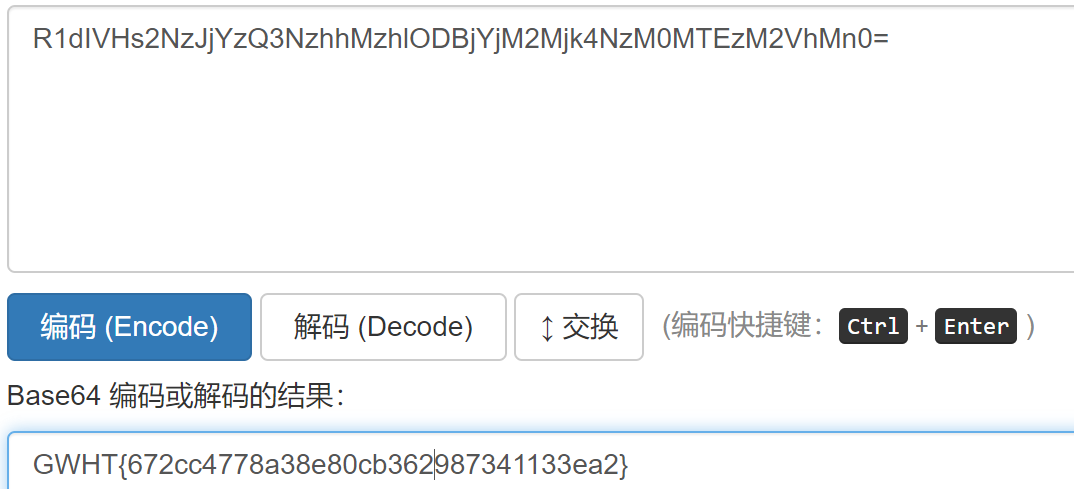 R1dIVHs2NzJjYzQ3NzhhMzhlODBjYjM2Mjk4NzM0MTEzM2VhMn0=
编码 (Encode) 解码 (Decode) ↕ 交换 (编码快捷键： Ctrl + Enter )
Base64 编码或解码的结果：
GWHT{672cc4778a38e80cb362987341133ea2}